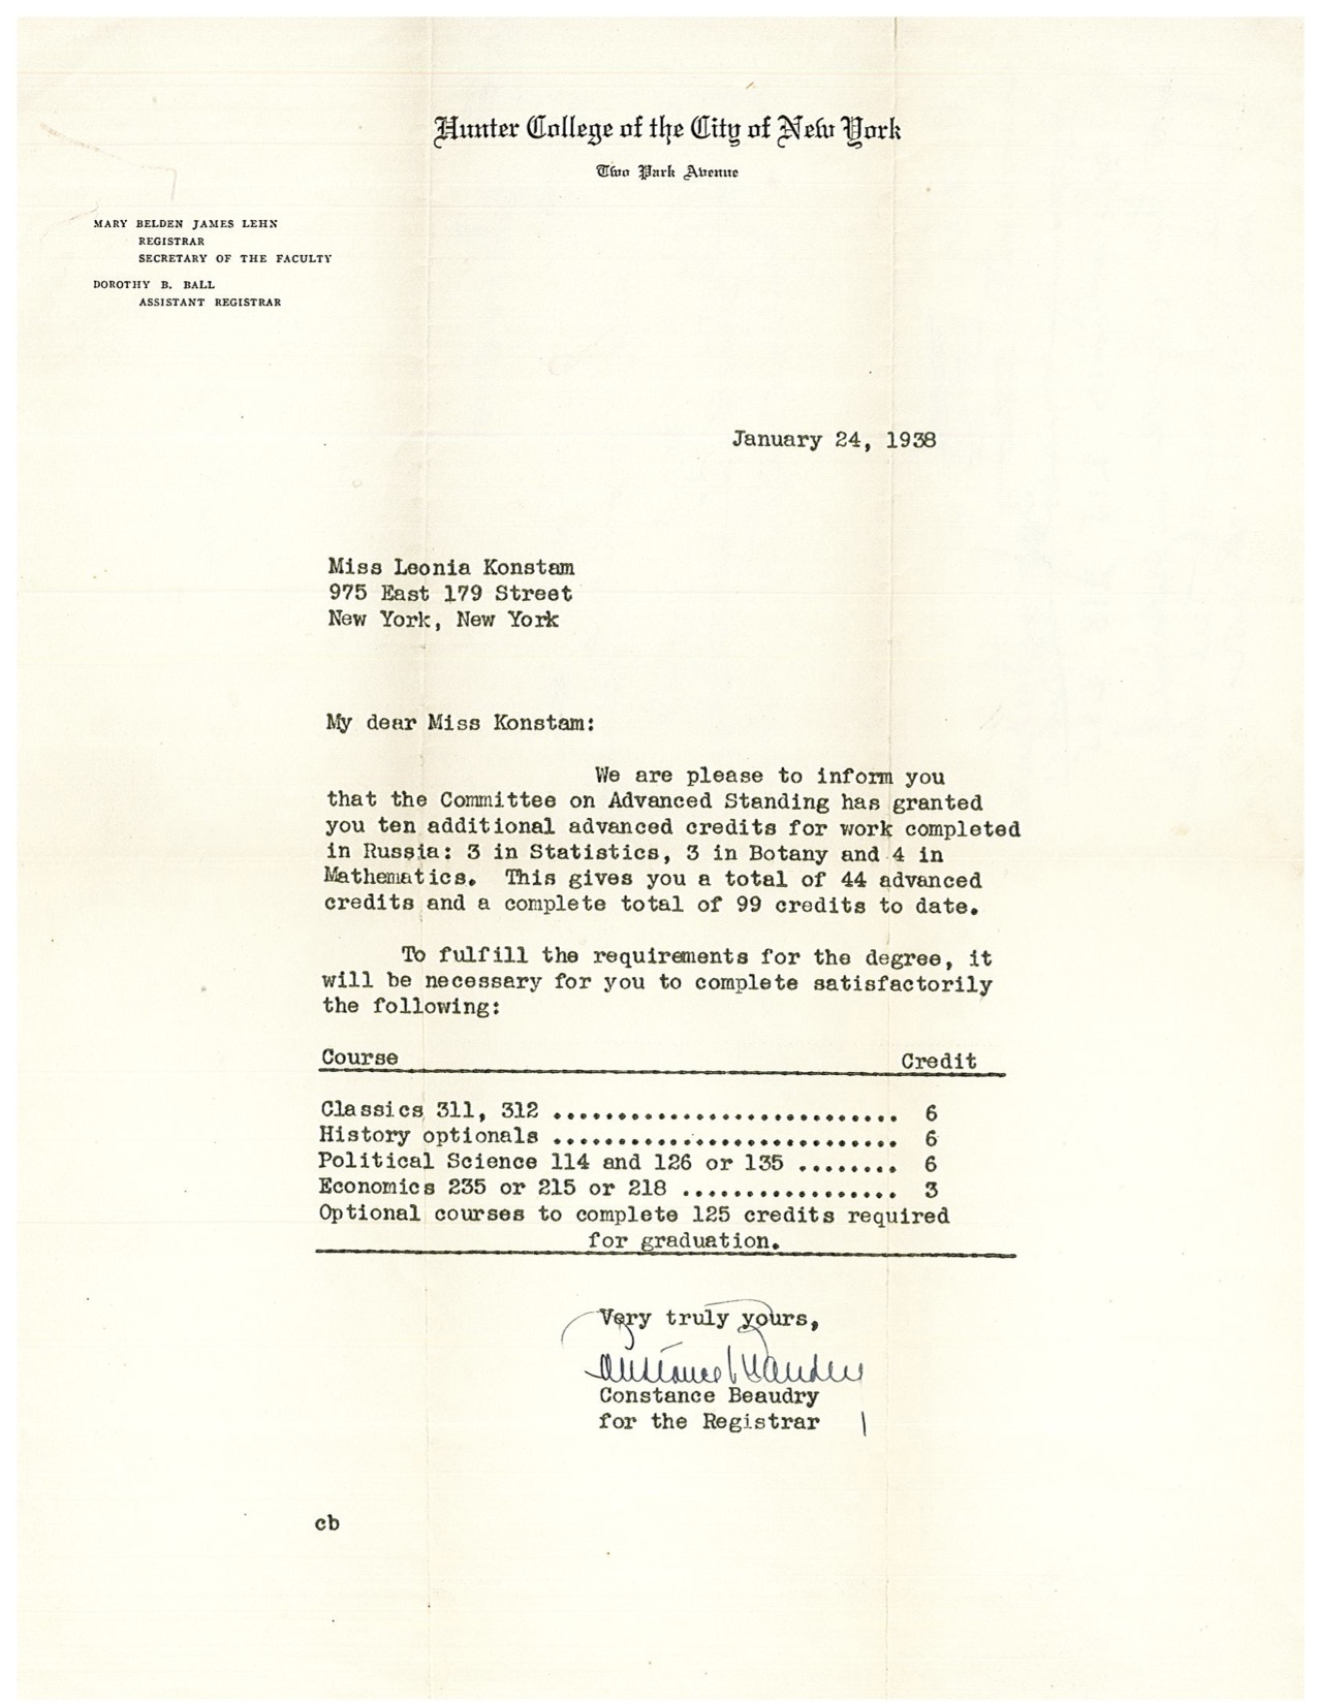 Hunter College of the City of New York
Two Park Avenue
MARY BELDEN JAMES LEHN
REGISTRAR
SECRETARY OF THE FACULTY
DOROTHY B. BALL
ASSISTANT REGISTRAR
January 24, 1938
Miss Leonia Konstam
975 East 179 Street
New York, New York
My dear Miss Konstam:
We are please to inform you
that the Committee on Advanced Standing has granted
you ten additional advanced credits for work completed
in Russia: 3 in Statistics, 3 in Botany and 4 in
Mathematics. This gives you a total of 44 advanced
credits and a complete total of 99 credits to date.
To fulfill the requirements for the degree, it
will be necessary for you to complete satisfactorily
the following:
Course Credit
Classics 311, 312 ........................... 6
History optionals ........................... 6
Political Science 114 and 126 or 135 ........ 6
Economics 235 or 215 or 218 ................. 3
Optional courses to complete 125 credits required
for graduation.
Very truly yours,
Constance Beaudry
Constance Beaudry
for the Registrar
cb